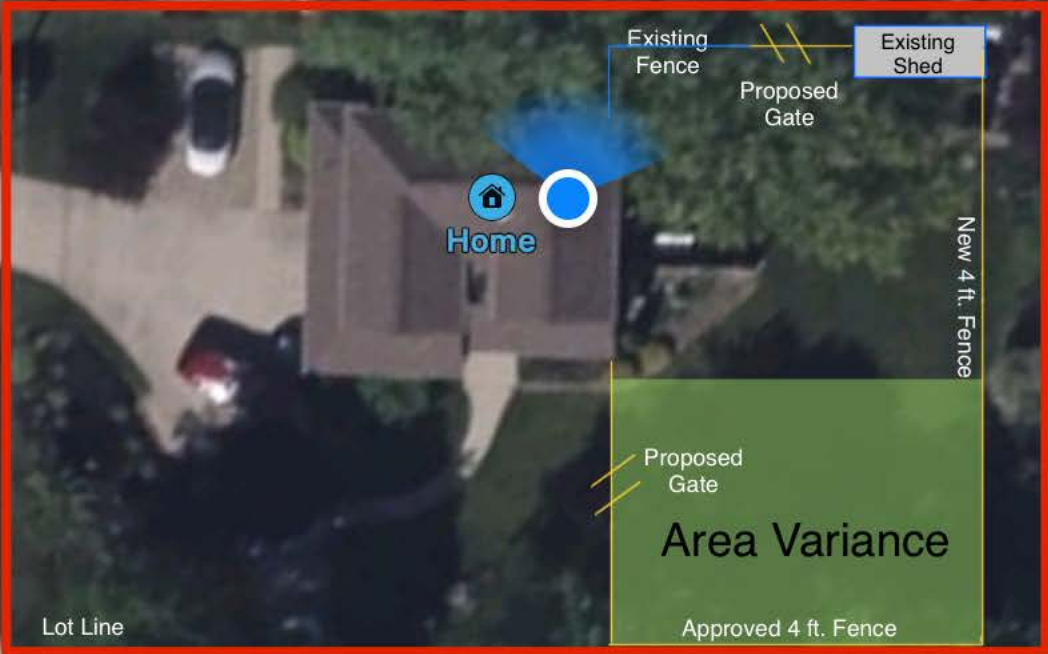 Existing
Fence
Existing
Shed
Proposed
Gate
Home
New 4 ft. Fence
Proposed
Gate
Area Variance
Lot Line
Approved 4 ft. Fence